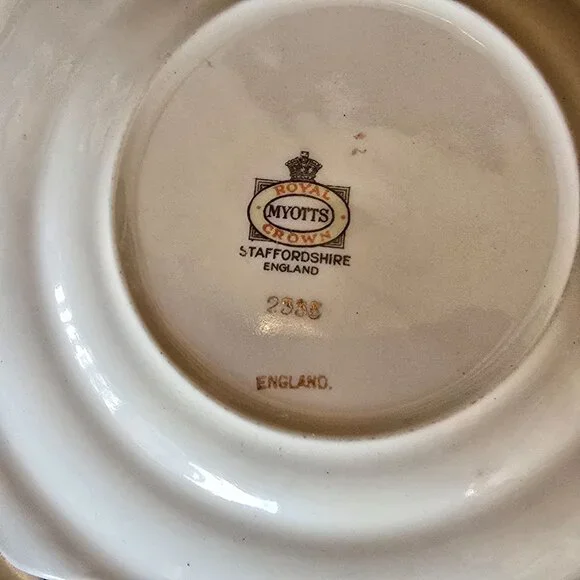 ROYAL
MYOTTS
CROWN
STAFFORDSHIRE
ENGLAND
ENGLAND.